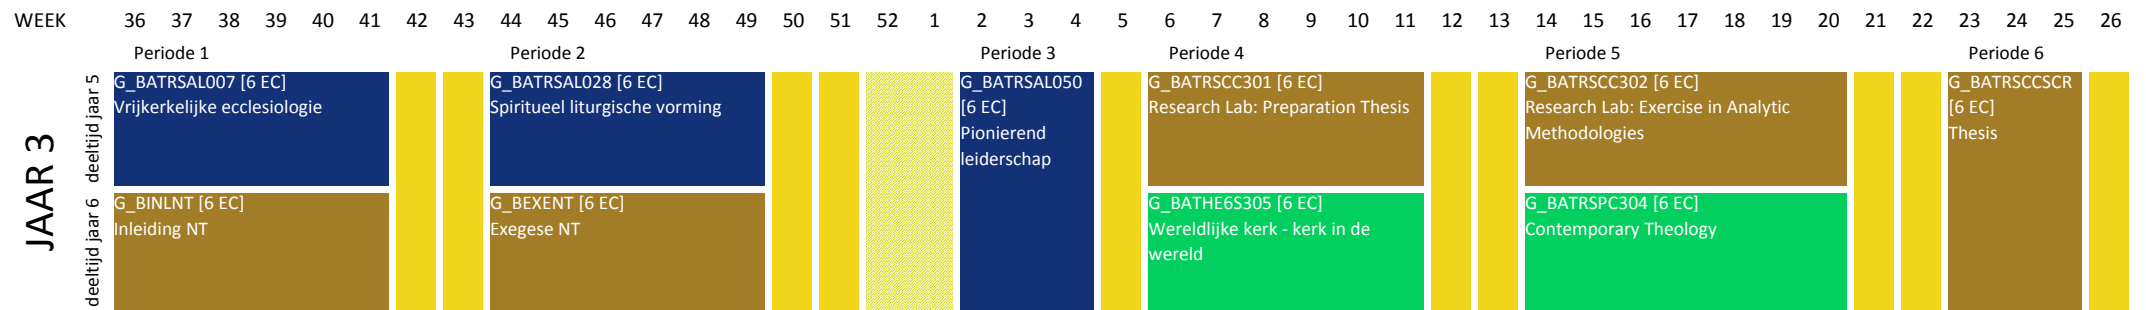 WEEK 36 37 38 39 40 41 42 43 44 45 46 47 48 49 50 51 52 1 2 3 4 5 6 7 8 9 10 11 12 13 14 15 16 17 18 19 20 21 22 23 24 25 26
Periode 1 Periode 2 Periode 3 Periode 4 Periode 5 Periode 6
JAAR 3
deeltijd jaar 5
G_BATRSAL007 [6 EC]
Vrijkerkelijke ecclesiologie
G_BATRSAL028 [6 EC]
Spiritueel liturgische vorming
G_BATRSAL050
[6 EC]
Pionierend
leiderschap
G_BATRSCC301 [6 EC]
Research Lab: Preparation Thesis
G_BATRSCC302 [6 EC]
Research Lab: Exercise in Analytic
Methodologies
G_BATRSCCSCR
[6 EC]
Thesis
deeltijd jaar 6
G_BINLNT [6 EC]
Inleiding NT
G_BEXENT [6 EC]
Exegese NT
G_BATHE6S305 [6 EC]
Wereldlijke kerk - kerk in de
wereld
G_BATRSPC304 [6 EC]
Contemporary Theology